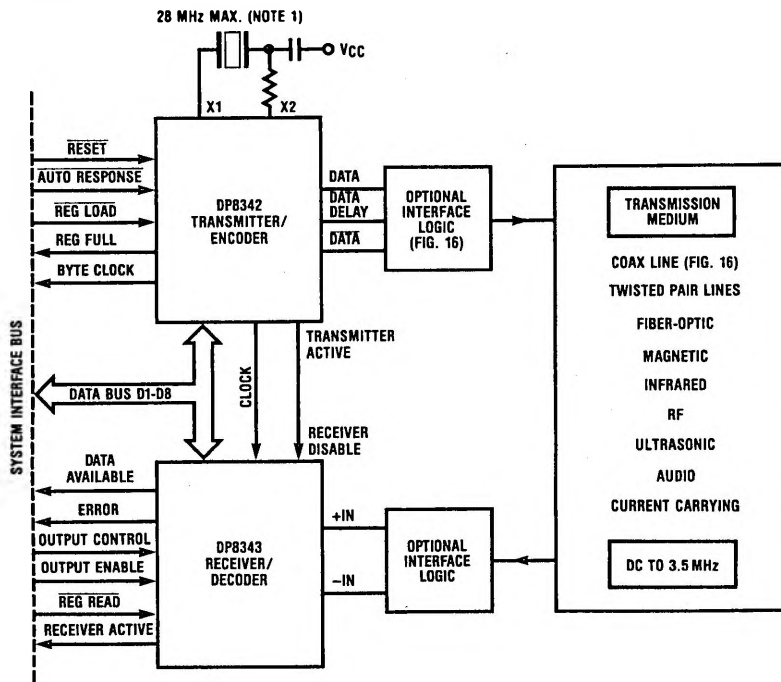 28 MHz MAX. (NOTE 1)
VCC
X1
X2
RESET
AUTO RESPONSE
REG LOAD
REG FULL
BYTE CLOCK
DP8342
TRANSMITTER/
ENCODER
DATA
DATA
DELAY
DATA
OPTIONAL
INTERFACE
LOGIC
(FIG. 16)
TRANSMISSION
MEDIUM
COAX LINE (FIG. 16)
TWISTED PAIR LINES
FIBER-OPTIC
MAGNETIC
INFRARED
RF
ULTRASONIC
AUDIO
CURRENT CARRYING
DC TO 3.5 MHz
SYSTEM INTERFACE BUS
DATA BUS D1-D8
CLOCK
TRANSMITTER
ACTIVE
RECEIVER
DISABLE
DATA
AVAILABLE
ERROR
OUTPUT CONTROL
OUTPUT ENABLE
REG READ
RECEIVER ACTIVE
DP8343
RECEIVER/
DECODER
+IN
−IN
OPTIONAL
INTERFACE
LOGIC